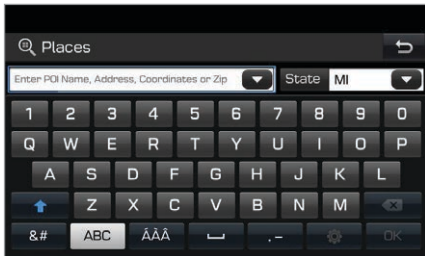 Places
Enter POI Name, Address, Coordinates or Zip State MI
1 2 3 4 5 6 7 8 9 0
Q W E R T Y U I O P
A S D F G H J K L
Z X C V B N M
&# ABC ÁÀÂ .- OK